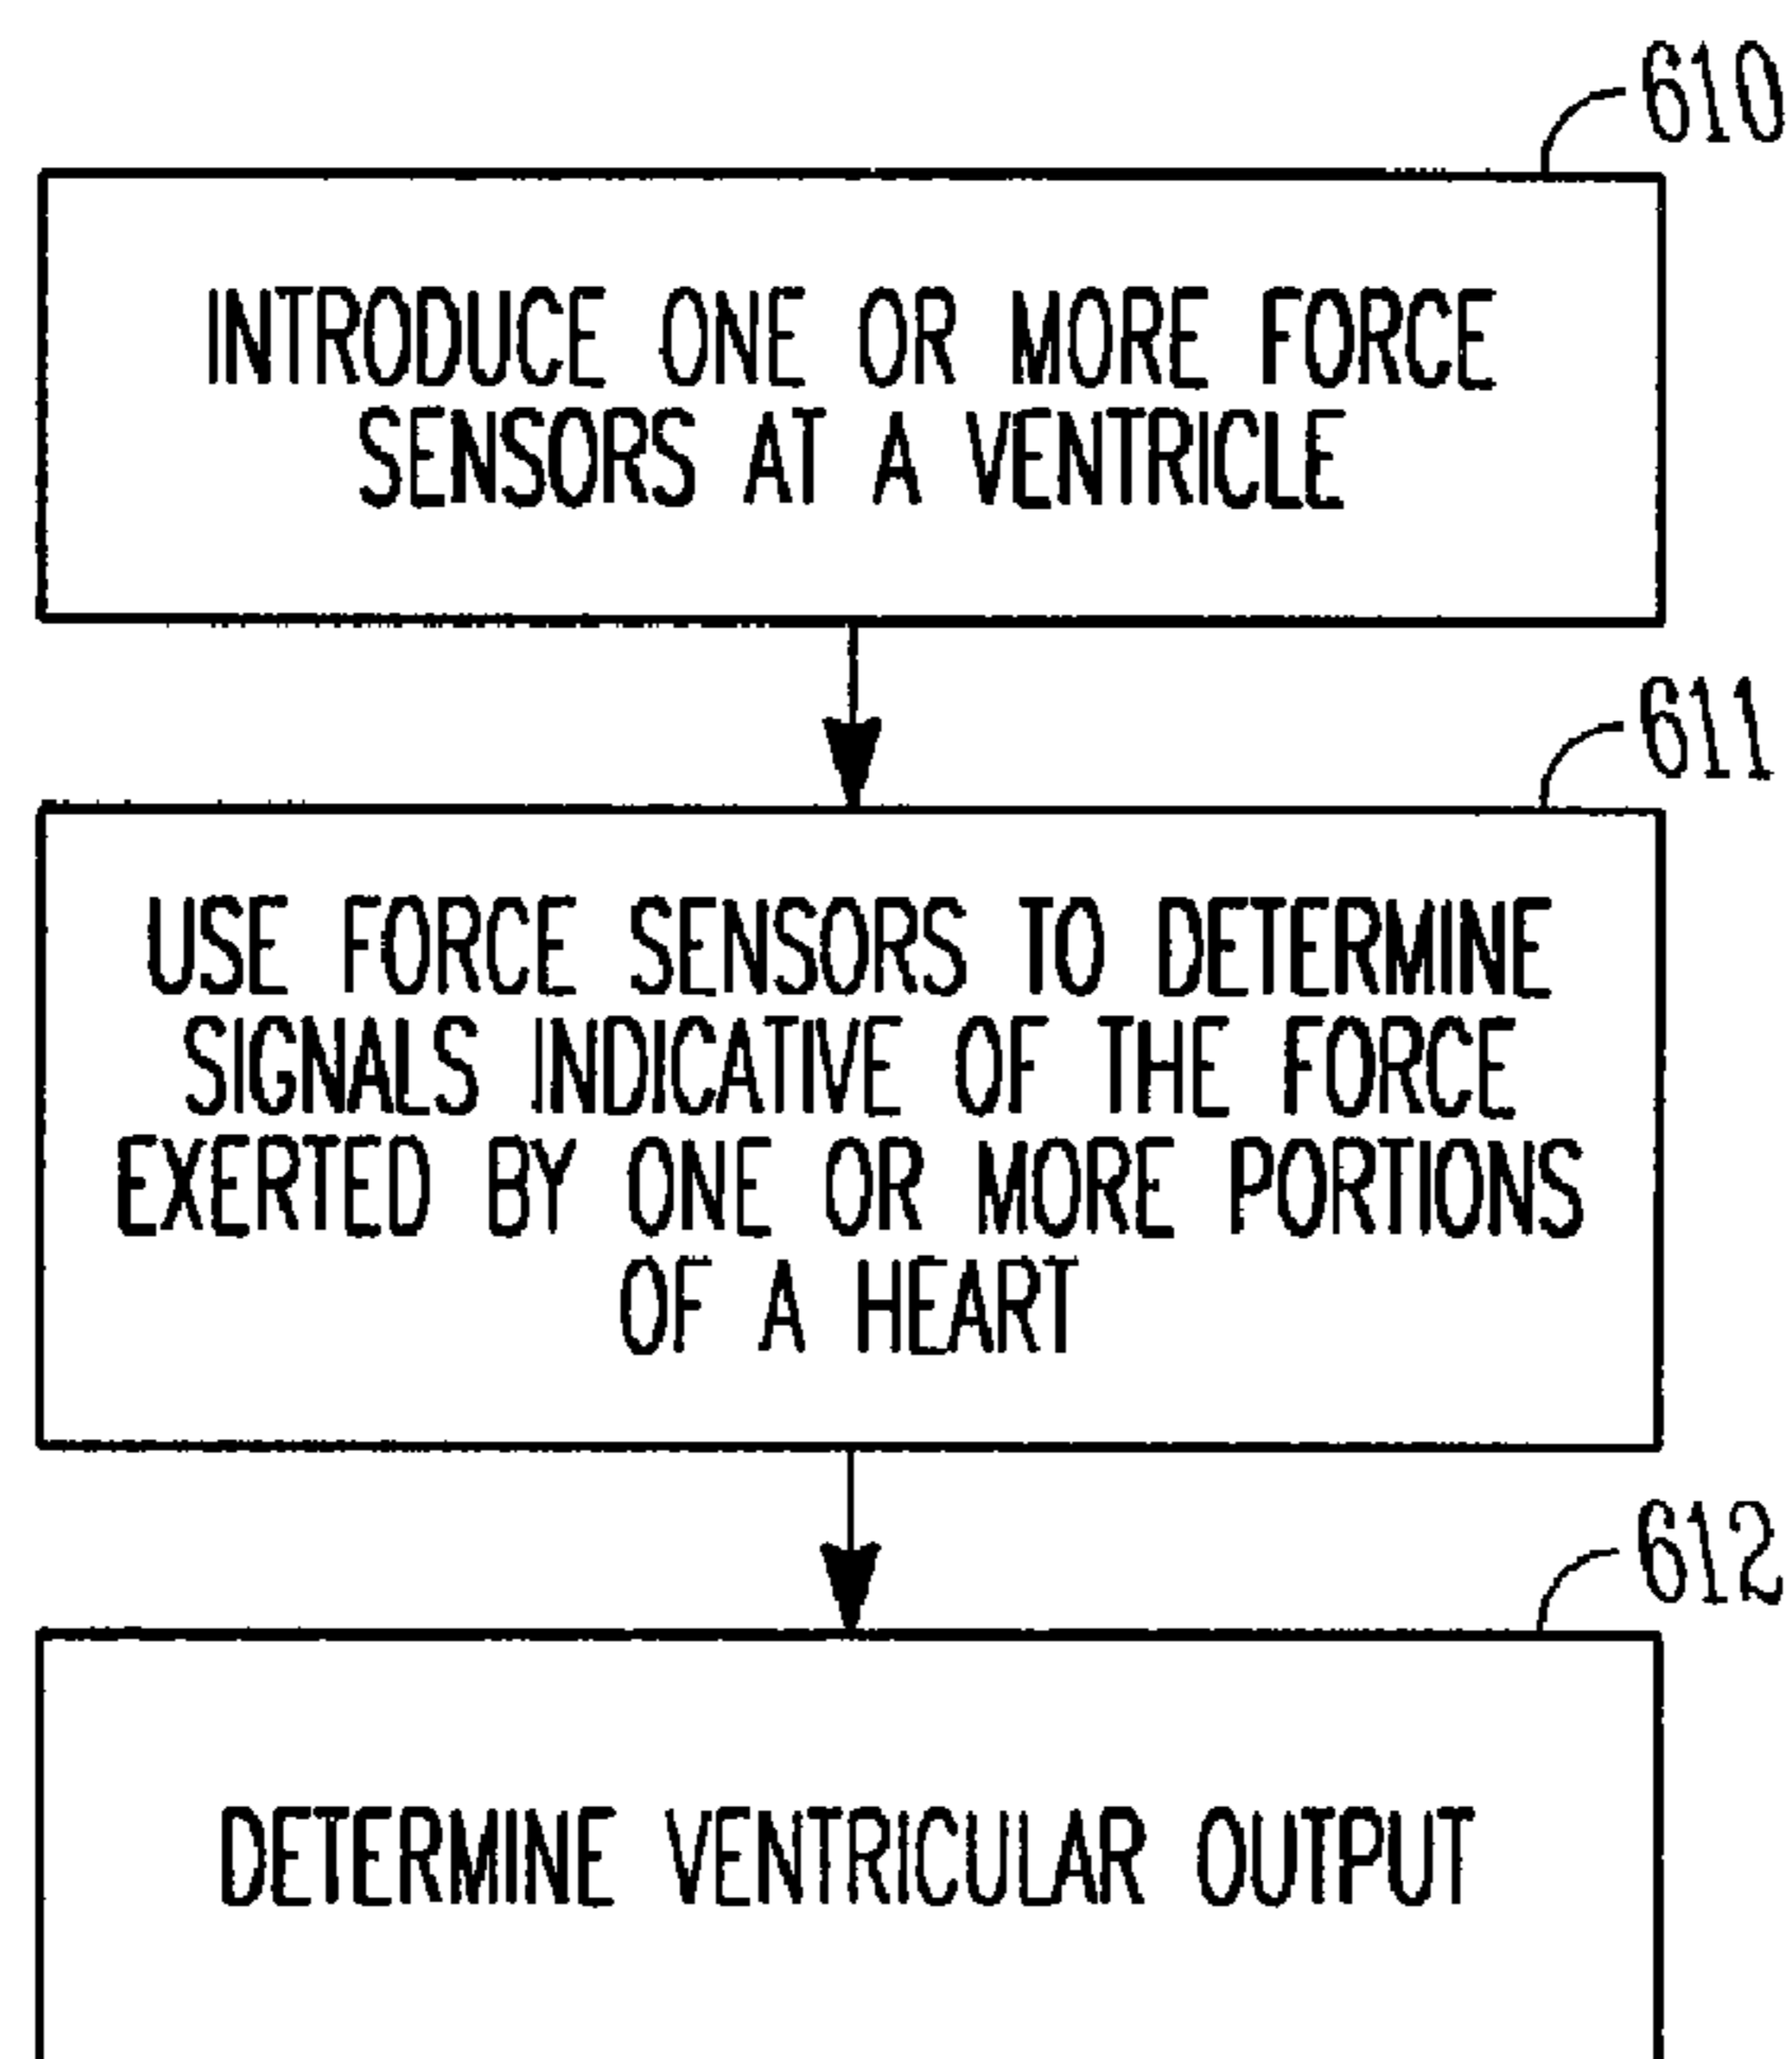 610
INTRODUCE ONE OR MORE FORCE
SENSORS AT A VENTRICLE
611
USE FORCE SENSORS TO DETERMINE
SIGNALS INDICATIVE OF THE FORCE
EXERTED BY ONE OR MORE PORTIONS
OF A HEART
612
DETERMINE VENTRICULAR OUTPUT